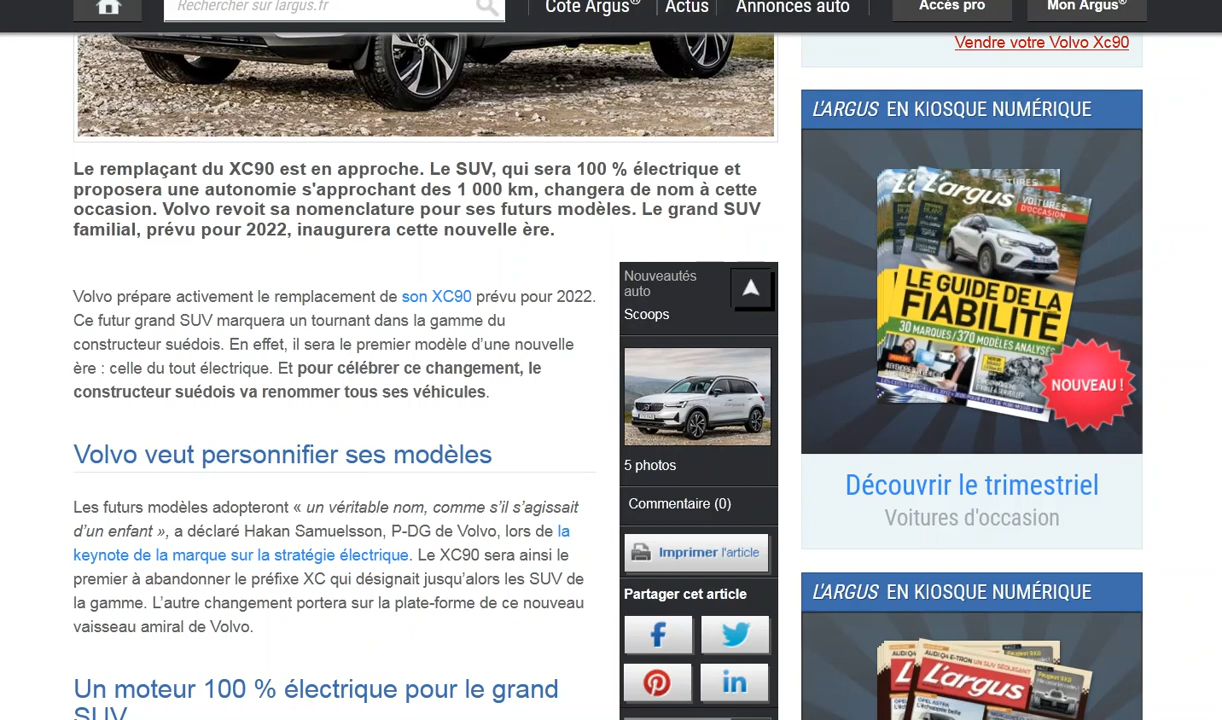 Rechercher sur largus.fr
Cote Argus®
Actus
Annonces auto
Accès pro
Mon Argus®
Vendre votre Volvo Xc90
Le remplaçant du XC90 est en approche. Le SUV, qui sera 100 % électrique et
proposera une autonomie s'approchant des 1 000 km, changera de nom à cette
occasion. Volvo revoit sa nomenclature pour ses futurs modèles. Le grand SUV
familial, prévu pour 2022, inaugurera cette nouvelle ère.
Volvo prépare activement le remplacement de son XC90 prévu pour 2022.
Ce futur grand SUV marquera un tournant dans la gamme du
constructeur suédois. En effet, il sera le premier modèle d’une nouvelle
ère : celle du tout électrique. Et pour célébrer ce changement, le
constructeur suédois va renommer tous ses véhicules.
Volvo veut personnifier ses modèles
Les futurs modèles adopteront « un véritable nom, comme s’il s’agissait
d’un enfant », a déclaré Hakan Samuelsson, P-DG de Volvo, lors de la
keynote de la marque sur la stratégie électrique. Le XC90 sera ainsi le
premier à abandonner le préfixe XC qui désignait jusqu’alors les SUV de
la gamme. L’autre changement portera sur la plate-forme de ce nouveau
vaisseau amiral de Volvo.
Un moteur 100 % électrique pour le grand
SUV
Nouveautés
auto
Scoops
5 photos
Commentaire (0)
Imprimer l'article
Partager cet article
L'ARGUS EN KIOSQUE NUMÉRIQUE
L'argus
VOITURES
D'OCCASION
LE GUIDE DE LA
FIABILITÉ
30 MARQUES / 370 MODÈLES ANALYSÉS
NOUVEAU !
Découvrir le trimestriel
Voitures d'occasion
L'ARGUS EN KIOSQUE NUMÉRIQUE
AUDI Q4 E-TRON UN SUV SÉDUISANT
L'argus